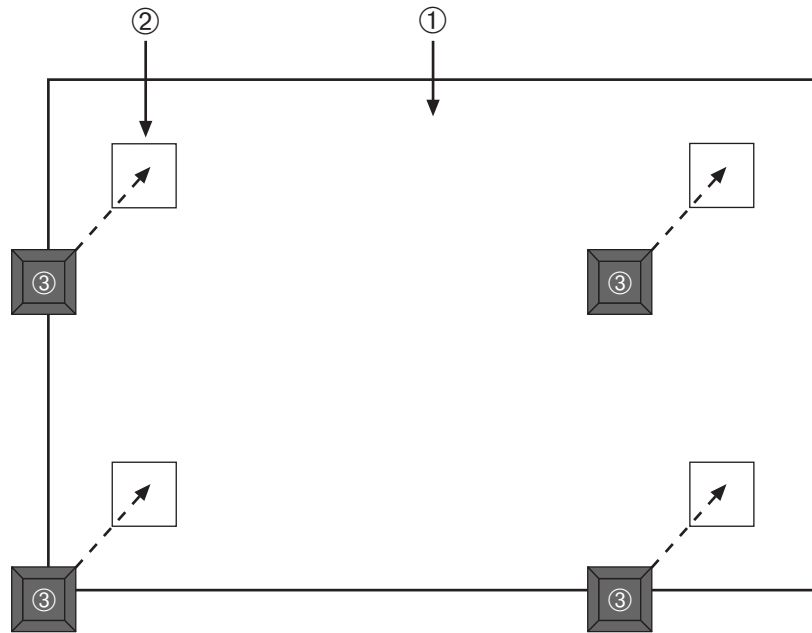 ② ①
③ ③
③ ③